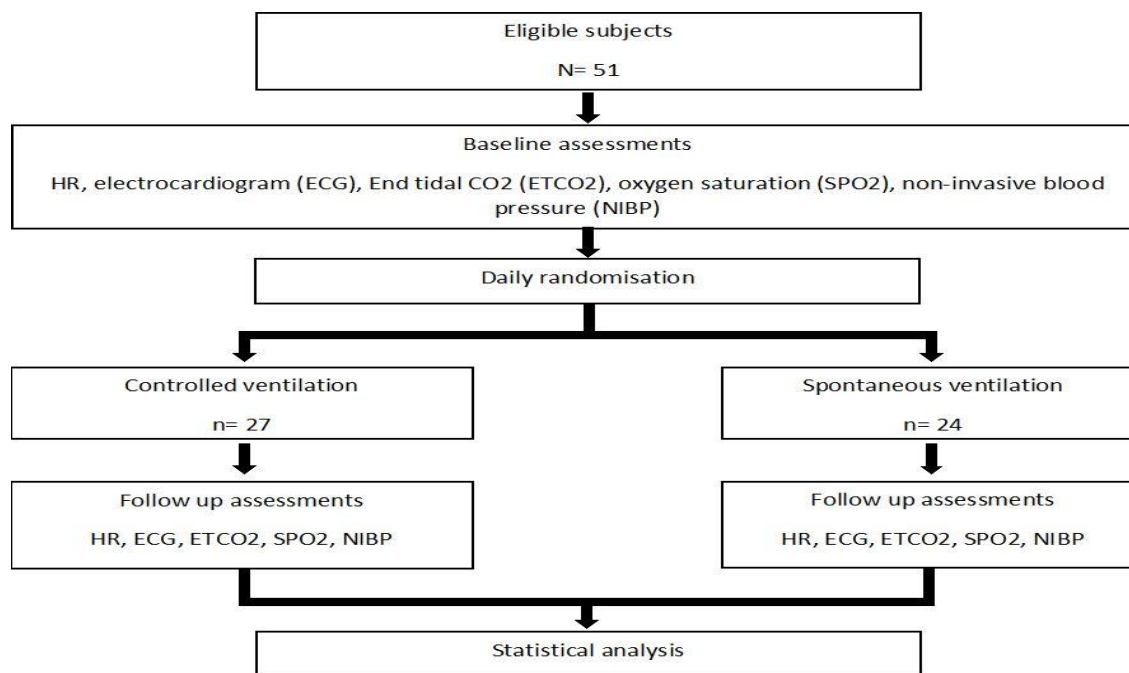 Eligible subjects
N= 51
Baseline assessments
HR, electrocardiogram (ECG), End tidal CO2 (ETCO2), oxygen saturation (SPO2), non-invasive blood
pressure (NIBP)
Daily randomisation
Controlled ventilation
n= 27
Spontaneous ventilation
n= 24
Follow up assessments
HR, ECG, ETCO2, SPO2, NIBP
Follow up assessments
HR, ECG, ETCO2, SPO2, NIBP
Statistical analysis